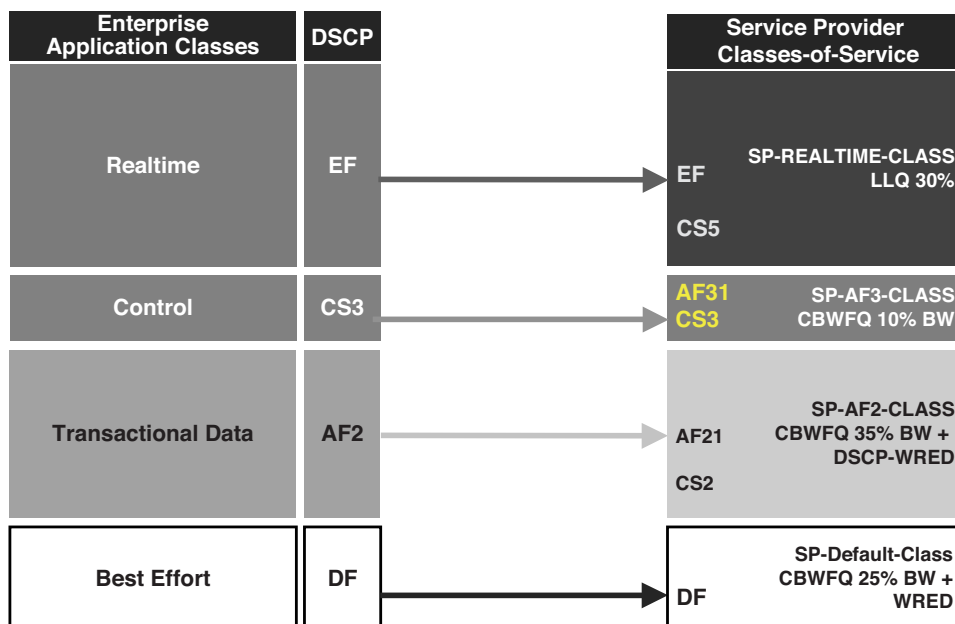 Enterprise
Application Classes
DSCP
Service Provider
Classes-of-Service
Realtime
EF
EF
SP-REALTIME-CLASS
LLQ 30%
CS5
Control
CS3
AF31
SP-AF3-CLASS
CS3
CBWFQ 10% BW
Transactional Data
AF2
AF21
SP-AF2-CLASS
CBWFQ 35% BW +
DSCP-WRED
CS2
Best Effort
DF
DF
SP-Default-Class
CBWFQ 25% BW +
WRED